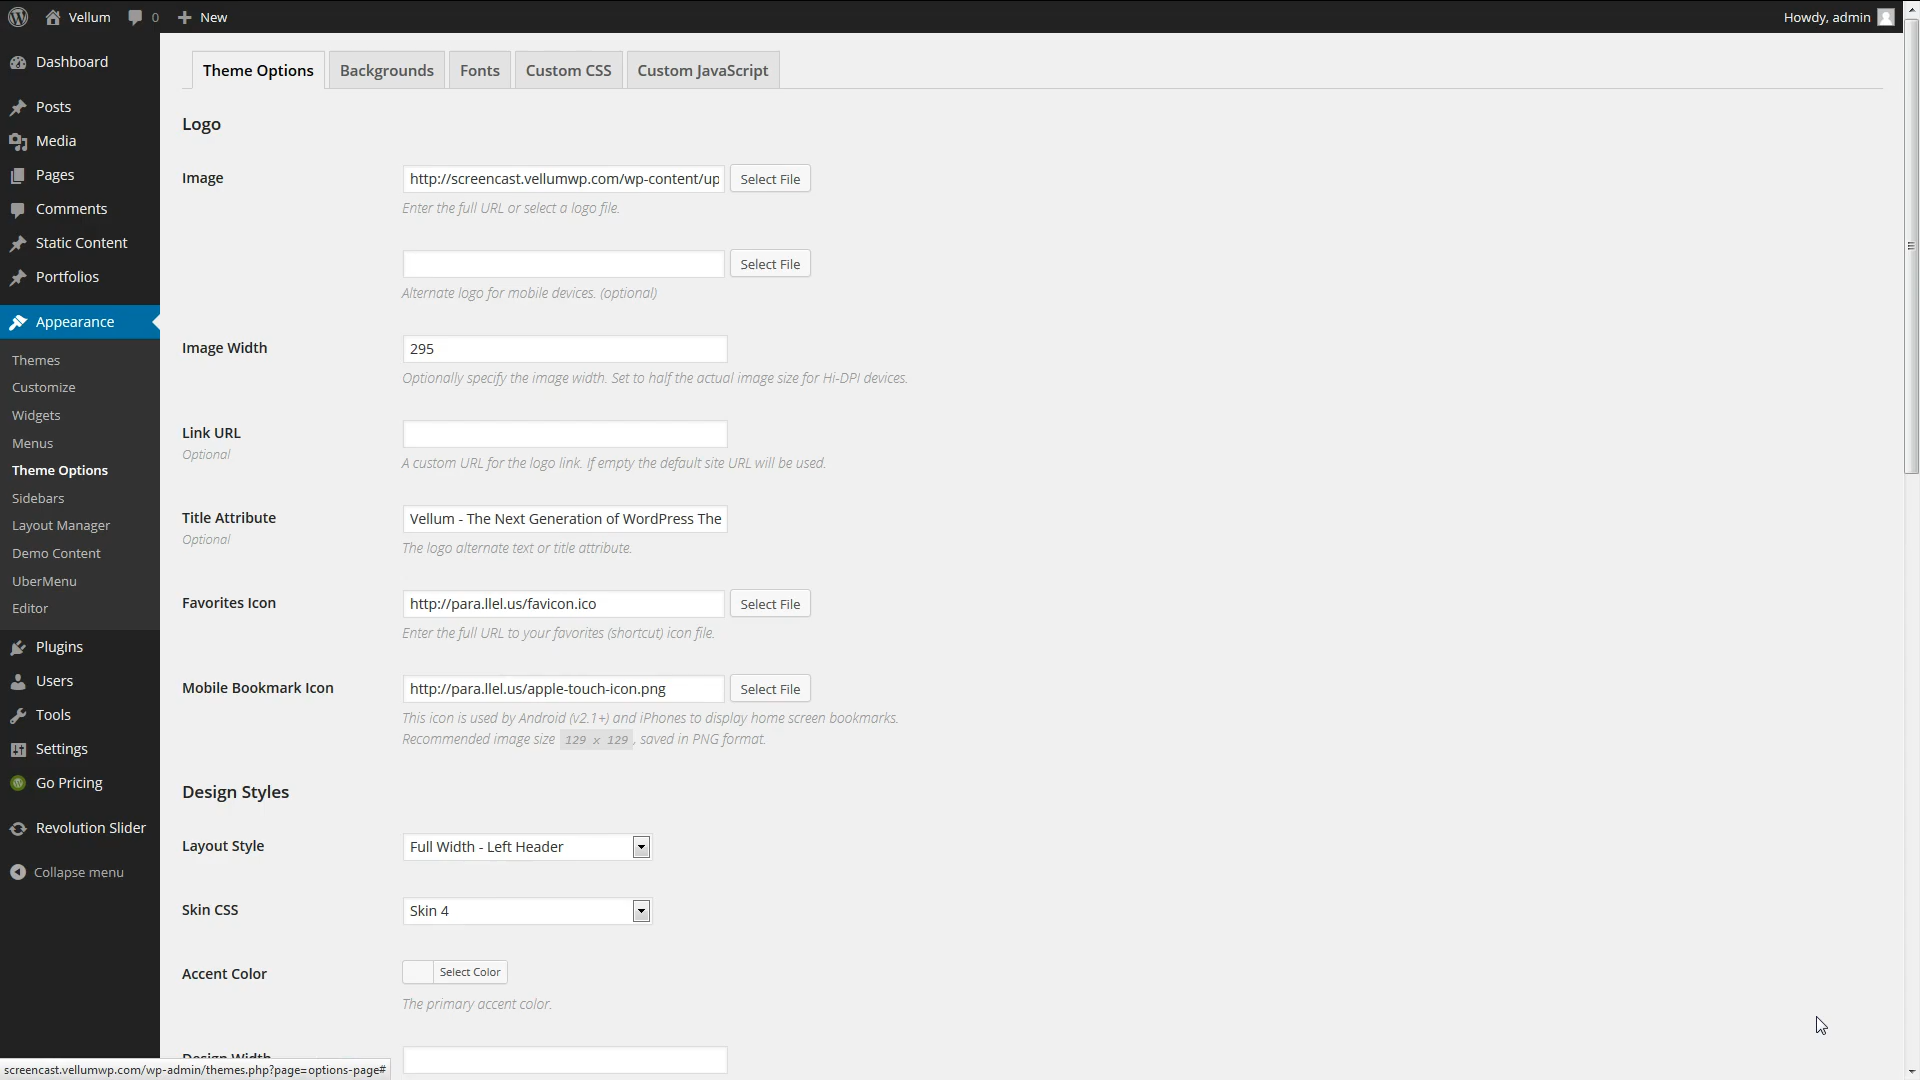 Vellum 0 New Howdy, admin
Dashboard
Posts
Media
Pages
Comments
Static Content
Portfolios
Appearance
Themes
Customize
Widgets
Menus
Theme Options
Sidebars
Layout Manager
Demo Content
UberMenu
Editor
Plugins
Users
Tools
Settings
Go Pricing
Revolution Slider
Collapse menu
Theme Options Backgrounds Fonts Custom CSS Custom JavaScript
Logo
Image http://screencast.vellumwp.com/wp-content/up Select File
Enter the full URL or select a logo file.
Select File
Alternate logo for mobile devices. (optional)
Image Width 295
Optionally specify the image width. Set to half the actual image size for Hi-DPI devices.
Link URL
Optional
A custom URL for the logo link. If empty the default site URL will be used.
Title Attribute Vellum - The Next Generation of WordPress The
Optional
The logo alternate text or title attribute.
Favorites Icon http://para.llel.us/favicon.ico Select File
Enter the full URL to your favorites (shortcut) icon file.
Mobile Bookmark Icon http://para.llel.us/apple-touch-icon.png Select File
This icon is used by Android (v2.1+) and iPhones to display home screen bookmarks.
Recommended image size 129 x 129, saved in PNG format.
Design Styles
Layout Style Full Width - Left Header
Skin CSS Skin 4
Accent Color Select Color
The primary accent color.
Design Width
screencast.vellumwp.com/wp-admin/themes.php?page=options-page#